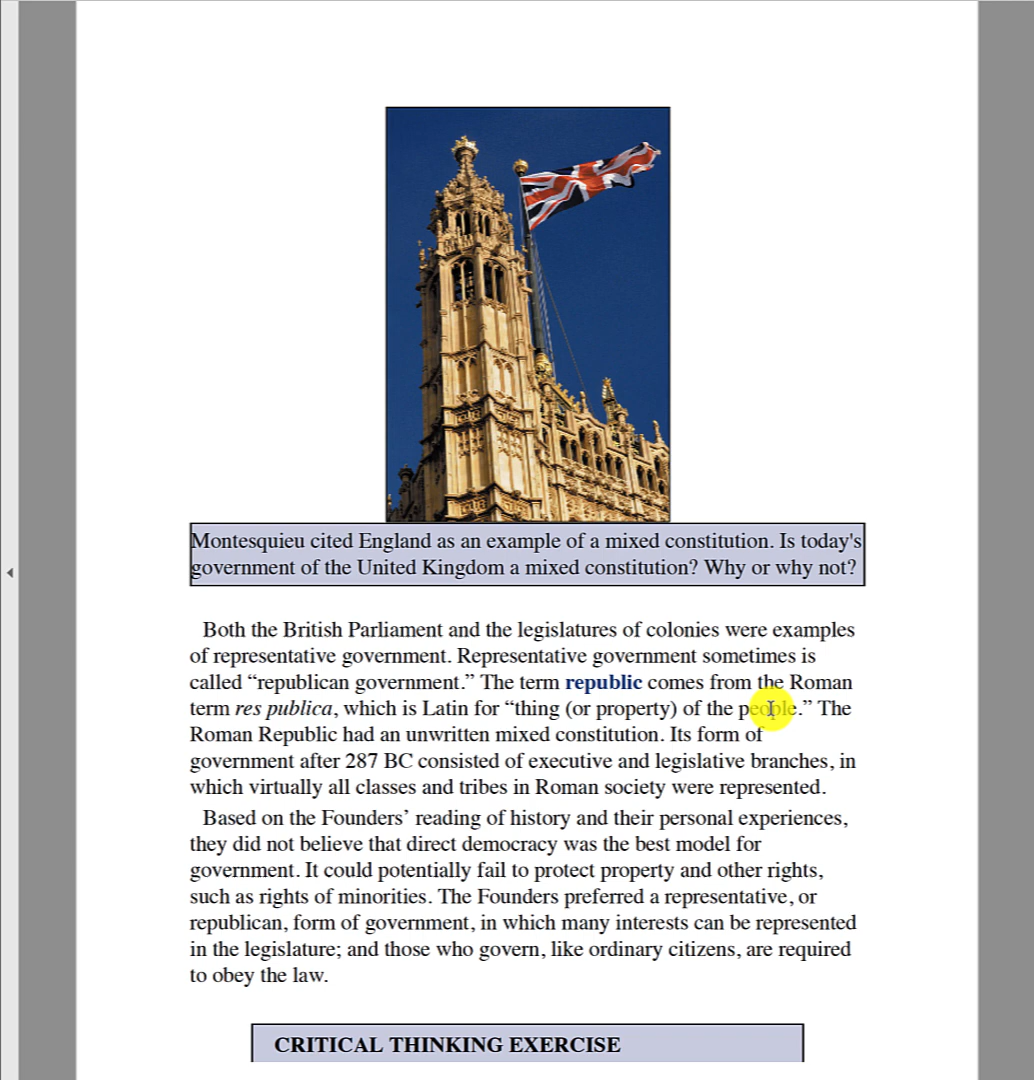 Montesquieu cited England as an example of a mixed constitution. Is today's
government of the United Kingdom a mixed constitution? Why or why not?
Both the British Parliament and the legislatures of colonies were examples
of representative government. Representative government sometimes is
called “republican government.” The term republic comes from the Roman
term res publica, which is Latin for “thing (or property) of the people.” The
Roman Republic had an unwritten mixed constitution. Its form of
government after 287 BC consisted of executive and legislative branches, in
which virtually all classes and tribes in Roman society were represented.
Based on the Founders’ reading of history and their personal experiences,
they did not believe that direct democracy was the best model for
government. It could potentially fail to protect property and other rights,
such as rights of minorities. The Founders preferred a representative, or
republican, form of government, in which many interests can be represented
in the legislature; and those who govern, like ordinary citizens, are required
to obey the law.
CRITICAL THINKING EXERCISE